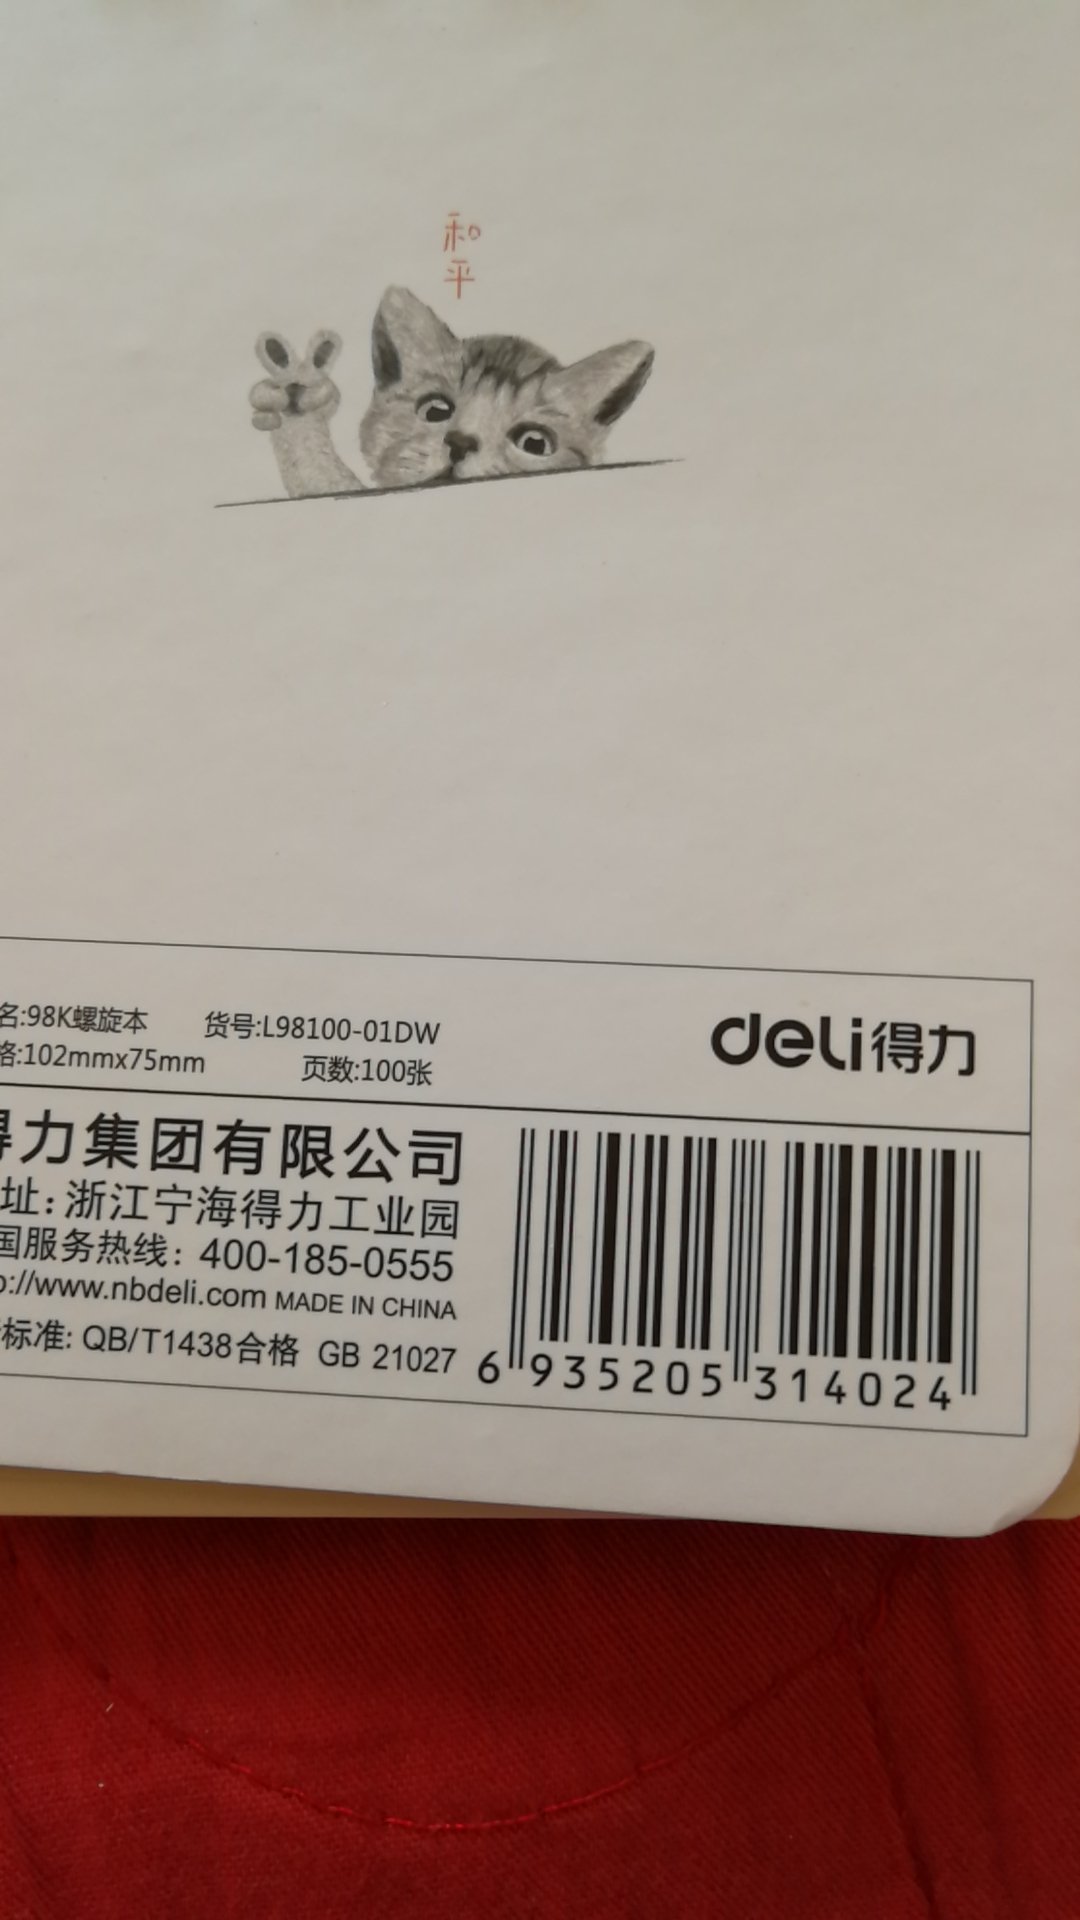 和
平
名:98K螺旋本 货号:L98100-01DW
格:102mmx75mm 页数:100张
deli得力
得力集团有限公司
址:浙江宁海得力工业园
国服务热线：400-185-0555
p://www.nbdeli.com MADE IN CHINA
标准: QB/T1438合格 GB 21027
6 935205 314024